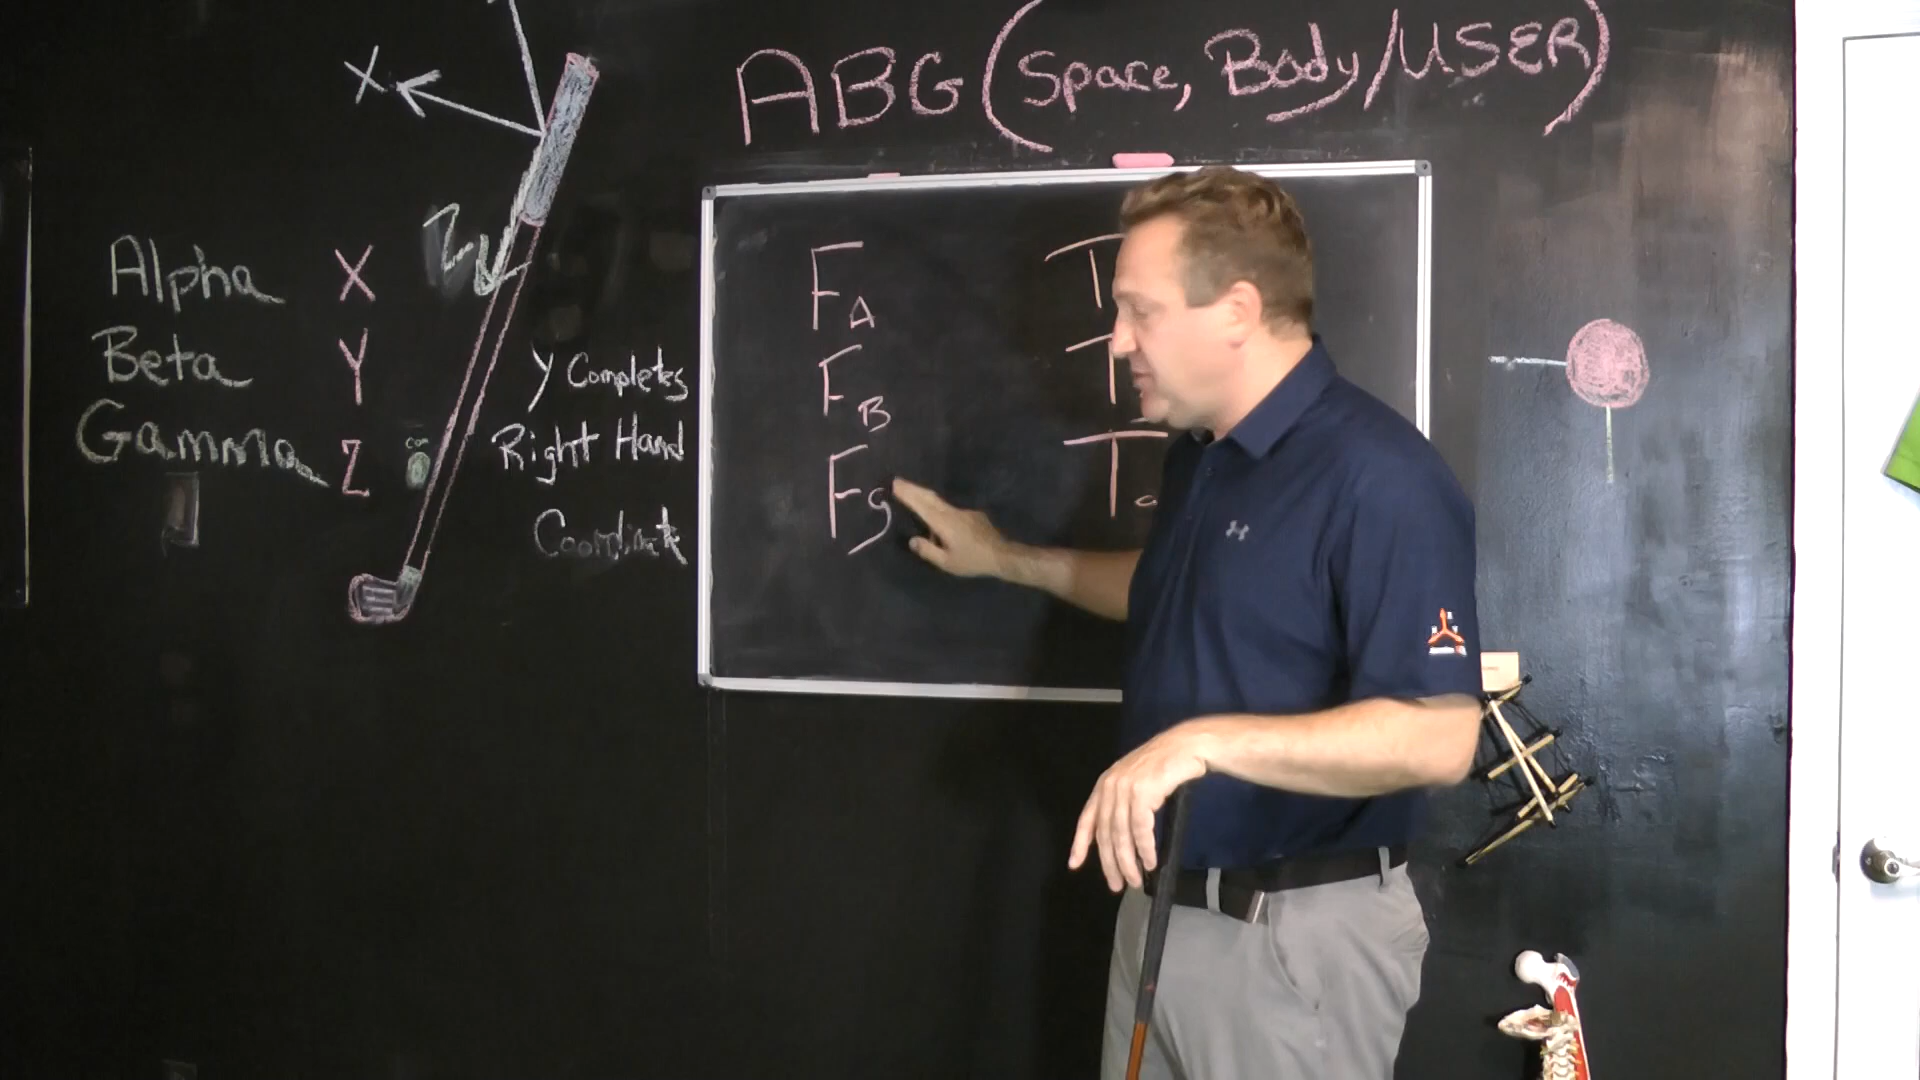 ABG (Space, Body/USER)
X
Z
Alpha X
Beta Y
Gamma Z
Y Completes
Right Hand
Coordinate
FA
FB
Fg
T
T
T